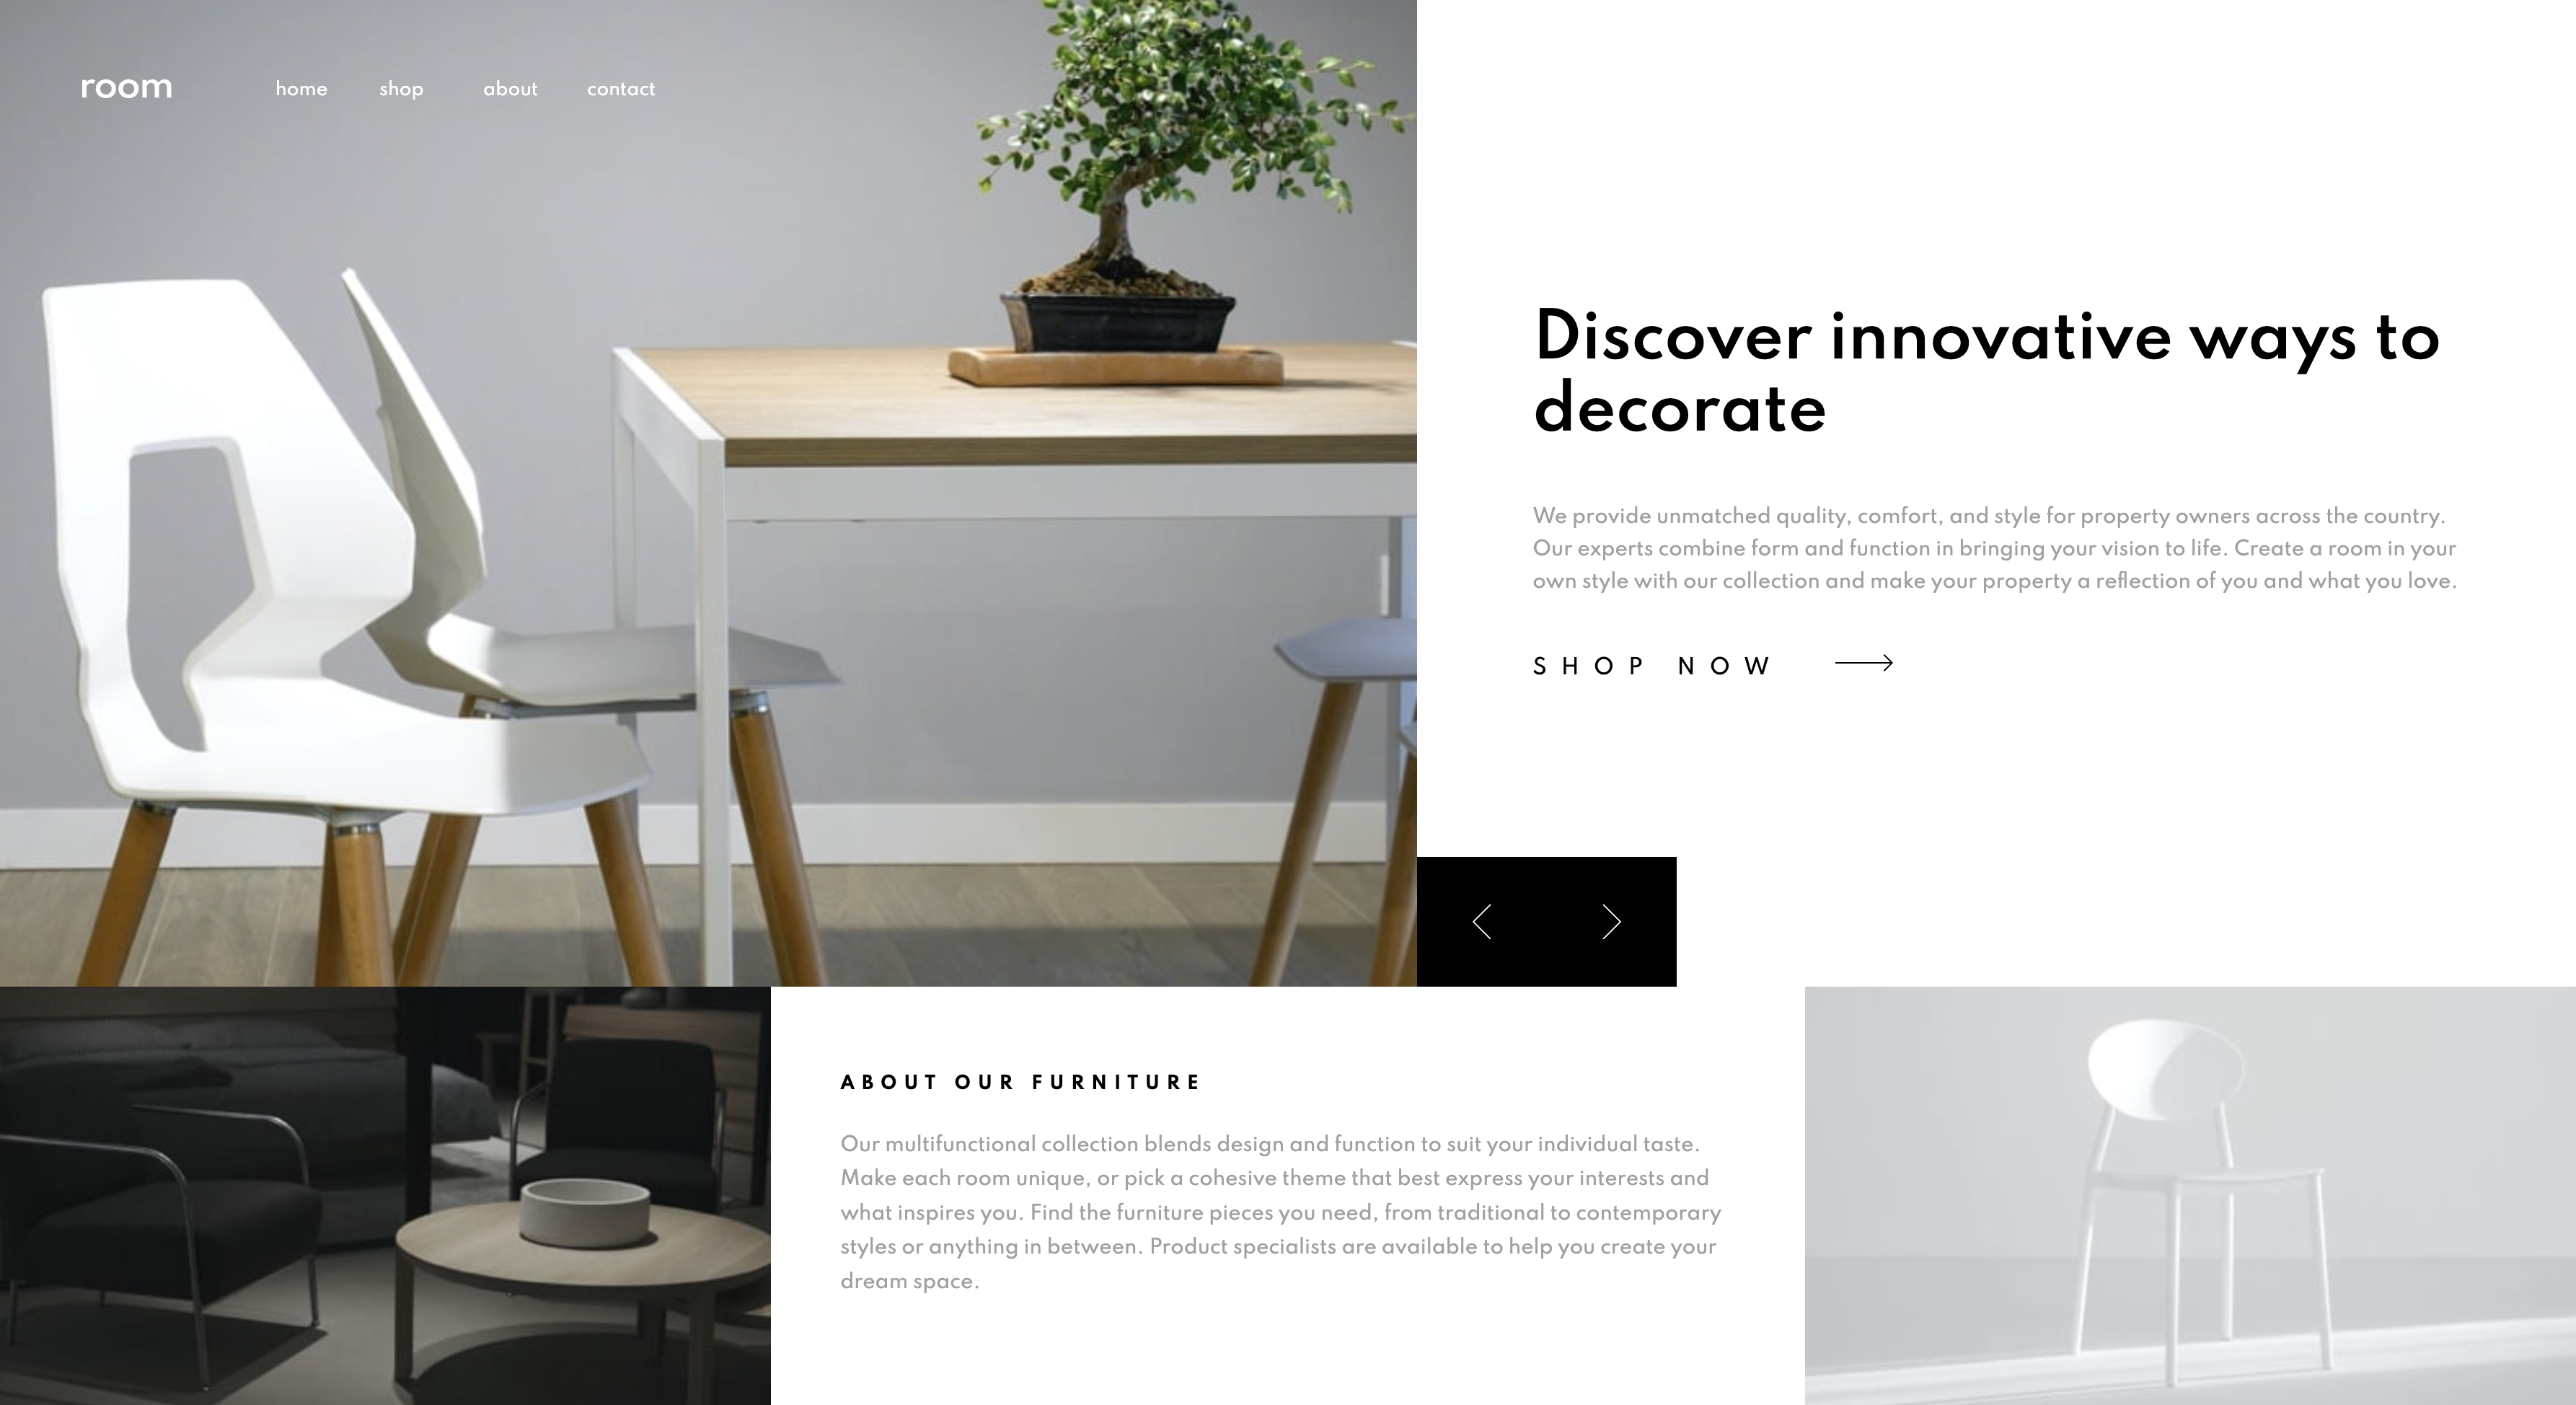 room
home shop about contact
Discover innovative ways to
decorate
We provide unmatched quality, comfort, and style for property owners across the country.
Our experts combine form and function in bringing your vision to life. Create a room in your
own style with our collection and make your property a reflection of you and what you love.
SHOP NOW
ABOUT OUR FURNITURE
Our multifunctional collection blends design and function to suit your individual taste.
Make each room unique, or pick a cohesive theme that best express your interests and
what inspires you. Find the furniture pieces you need, from traditional to contemporary
styles or anything in between. Product specialists are available to help you create your
dream space.